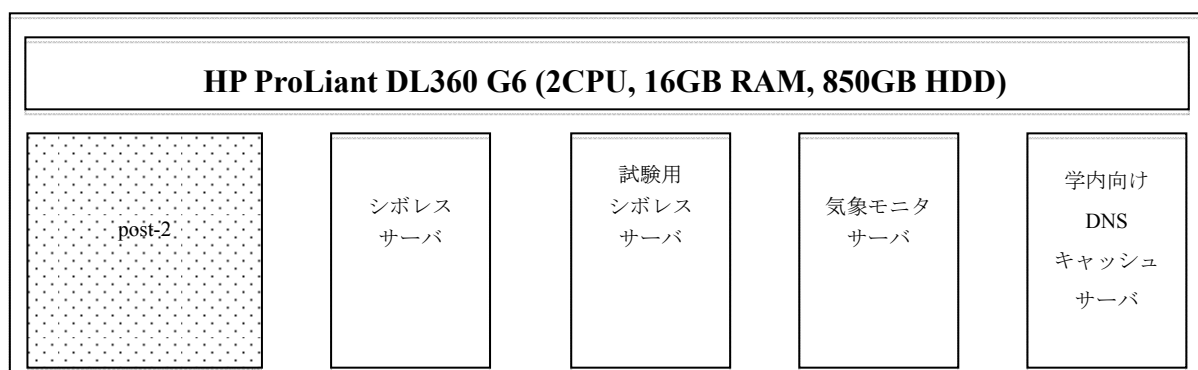 HP ProLiant DL360 G6 (2CPU, 16GB RAM, 850GB HDD)
post-2
シボレス
サーバ
試験用
シボレス
サーバ
気象モニタ
サーバ
学内向け
DNS
キャッシュ
サーバ